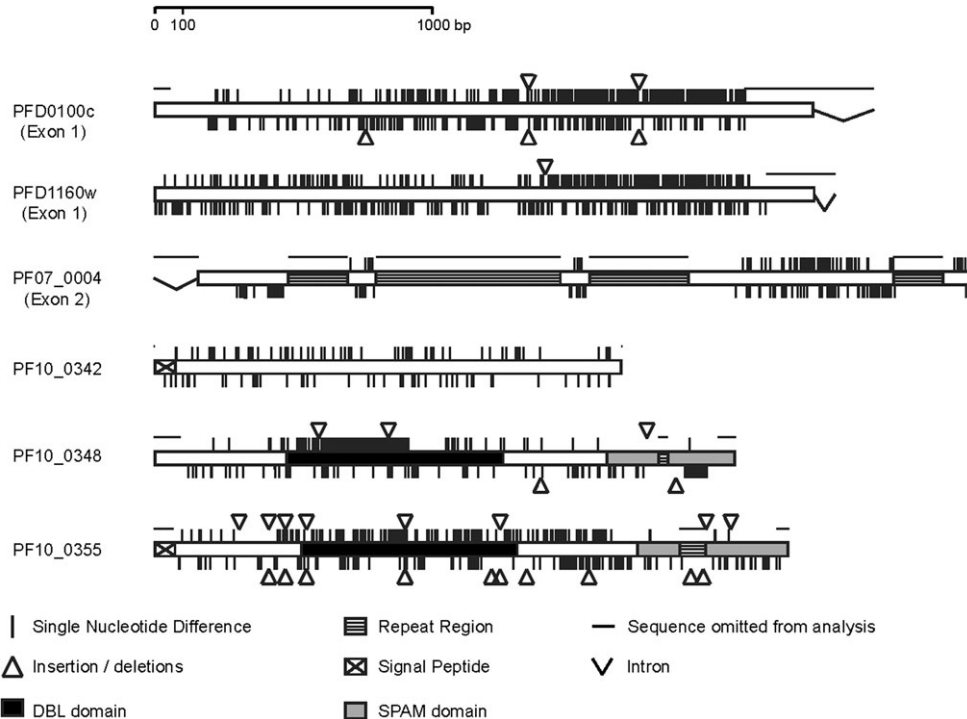 0 100 1000 bp
PFD0100c
(Exon 1)
PFD1160w
(Exon 1)
PF07_0004
(Exon 2)
PF10_0342
PF10_0348
PF10_0355
Single Nucleotide Difference
Repeat Region
Sequence omitted from analysis
Insertion / deletions
Signal Peptide
Intron
DBL domain
SPAM domain